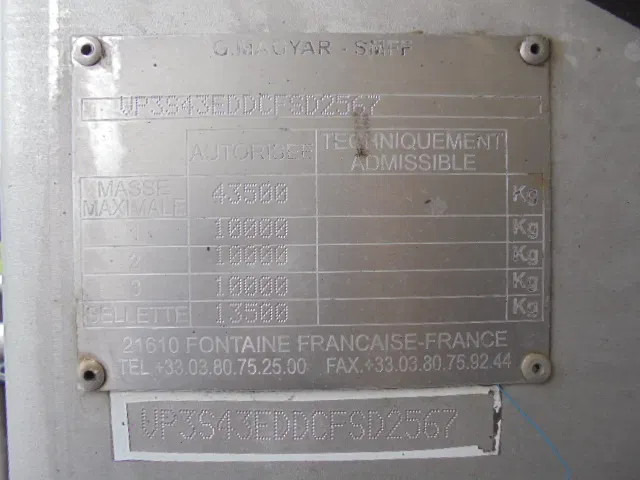 G.MAGYAR - SMFF
VP3S43EDDCFSD2567
AUTORISEE TECHNIQUEMENT ADMISSIBLE
MASSE MAXIMALE 43500 Kg
1 10000 Kg
2 10000 Kg
3 10000 Kg
SELLETTE 13500 Kg
21610 FONTAINE FRANCAISE-FRANCE
TEL.+33.03.80.75.25.00 FAX.+33.03.80.75.92.44
VP3S43EDDCFSD2567